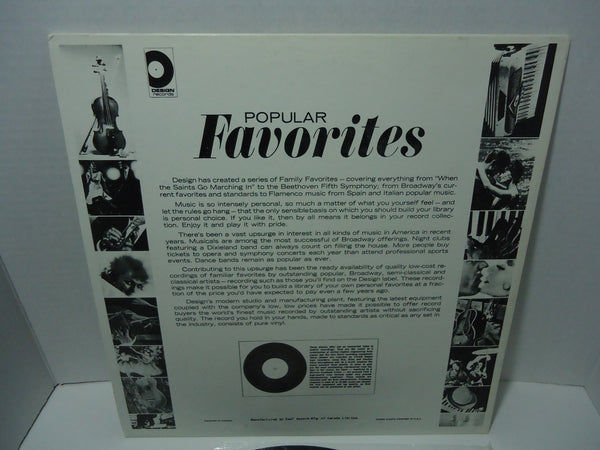 DESIGN
records
POPULAR
Favorites
Design has created a series of Family Favorites – covering everything from "When
the Saints Go Marching In" to the Beethoven Fifth Symphony; from Broadway's cur-
rent favorites and standards to Flamenco music from Spain and Italian popular music.
Music is so intensely personal, so much a matter of what you yourself feel – and
let the rules go hang – that the only sensible basis on which you should build your library
is personal choice. If you like it, then by all means it belongs in your record collec-
tion. Enjoy it and play it with pride.
There's been a vast upsurge in interest in all kinds of music in America in recent
years. Musicals are among the most successful of Broadway offerings. Night clubs
featuring a Dixieland band can always count on filling the house. More people buy
tickets to opera and symphony concerts each year than attend professional sports
events. Dance bands remain as popular as ever.
Contributing to this upsurge has been the ready availability of quality low-cost re-
cordings of familiar favorites by outstanding popular, Broadway, semi-classical and
classical artists – recording such as those you'll find on the Design label. These record-
ings make it possible for you to build a library of your own personal favorites at a frac-
tion of the price you'd have expected to pay even a few years ago.
Design's modern studio and manufacturing plant, featuring the latest equipment
coupled with the company's low, low prices have made it possible to offer record
buyers the world's finest music recorded by outstanding artists without sacrificing
quality. The record you hold in your hands, made to standards as critical as any set in
the industry, consists of pure vinyl.